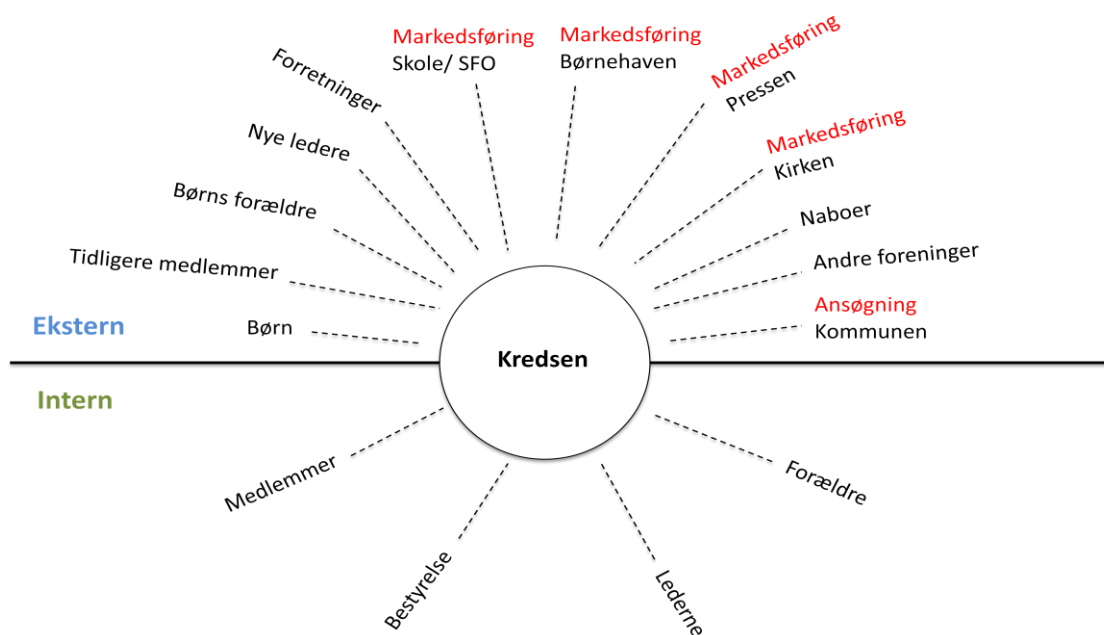 Markedsføring
Skole/ SFO
Markedsføring
Børnehaven
Markedsføring
Pressen
Forretninger
Nye ledere
Markedsføring
Kirken
Børns forældre
Naboer
Tidligere medlemmer
Andre foreninger
Ekstern
Børn
Ansøgning
Kommunen
Kredsen
Intern
Medlemmer
Forældre
Bestyrelse
Lederne